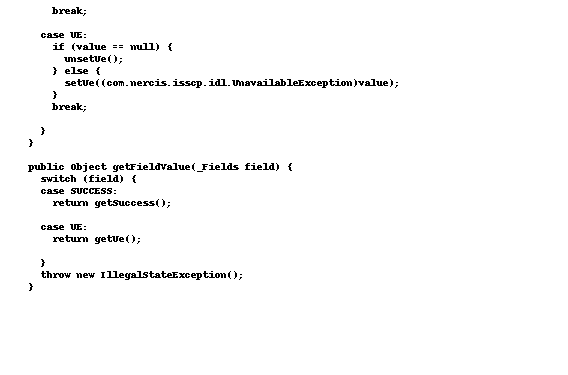 break;
case UE:
if (value == null) {
unsetUe();
} else {
setUe((com.nercis.isscp.idl.UnavailableException)value);
}
break;
}
}
public Object getFieldValue(_Fields field) {
switch (field) {
case SUCCESS:
return getSuccess();
case UE:
return getUe();
}
throw new IllegalStateException();
}